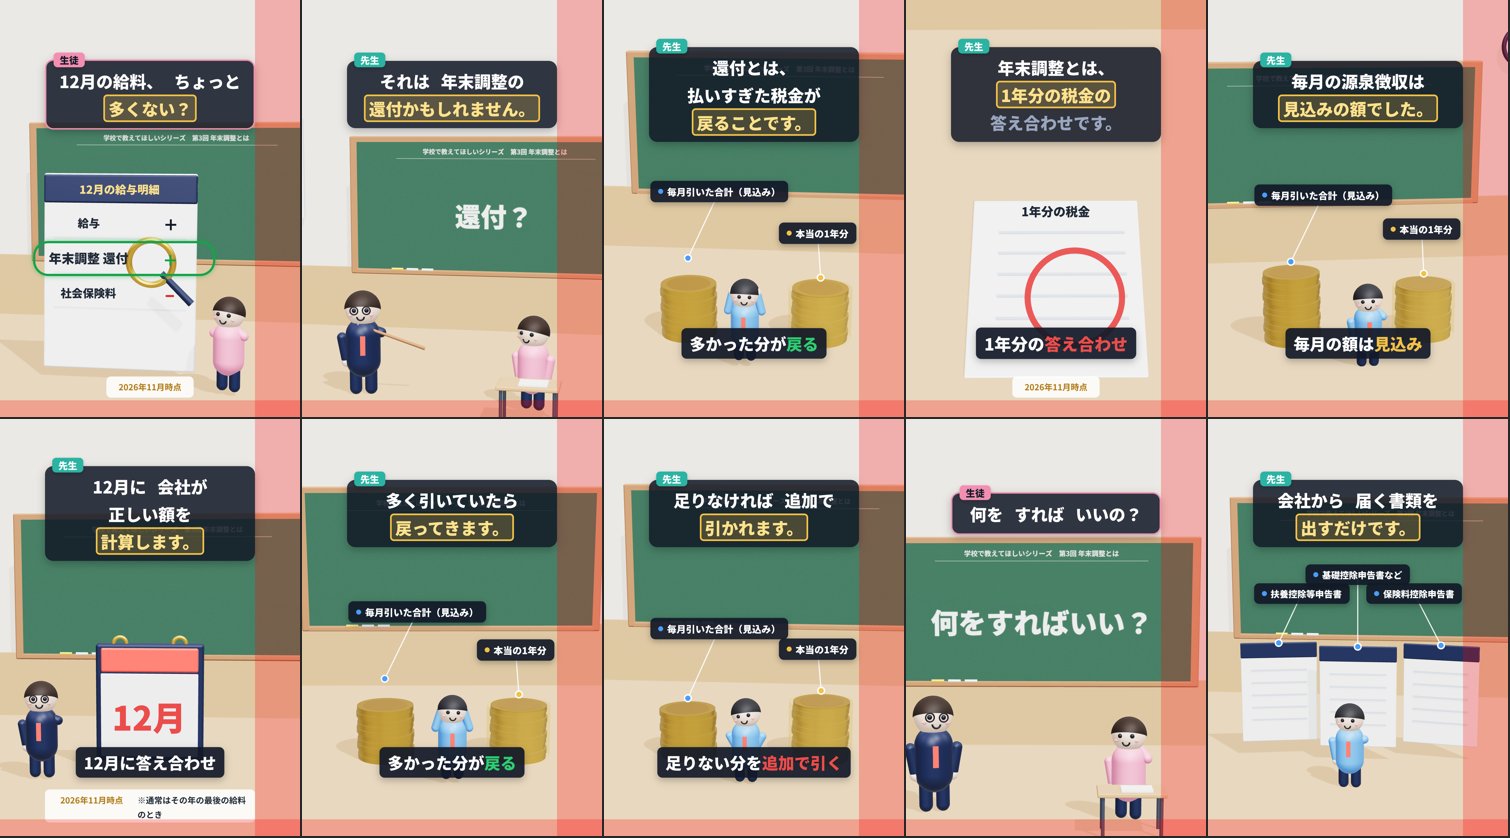 生徒
12月の給料、 ちょっと
多くない？
学校で教えてほしいシリーズ 第3回 年末調整とは
12月の給与明細
給与 +
年末調整 還付 +
社会保険料 -
2026年11月時点
先生
それは 年末調整の
還付かもしれません。
学校で教えてほしいシリーズ 第3回 年末調整とは
還付？
先生
還付とは、
払いすぎた税金が
戻ることです。
毎月引いた合計（見込み）
本当の1年分
多かった分が戻る
先生
年末調整とは、
1年分の税金の
答え合わせです。
1年分の税金
1年分の答え合わせ
2026年11月時点
先生
毎月の源泉徴収は
見込みの額でした。
毎月引いた合計（見込み）
本当の1年分
毎月の額は見込み
先生
12月に 会社が
正しい額を
計算します。
12月
12月に答え合わせ
2026年11月時点 ※通常はその年の最後の給料
のとき
先生
多く引いていたら
戻ってきます。
毎月引いた合計（見込み）
本当の1年分
多かった分が戻る
先生
足りなければ 追加で
引かれます。
毎月引いた合計（見込み）
本当の1年分
足りない分を追加で引く
生徒
何を すれば いいの？
学校で教えてほしいシリーズ 第3回 年末調整とは
何をすればいい？
先生
会社から 届く書類を
出すだけです。
基礎控除申告書など
扶養控除等申告書
保険料控除申告書